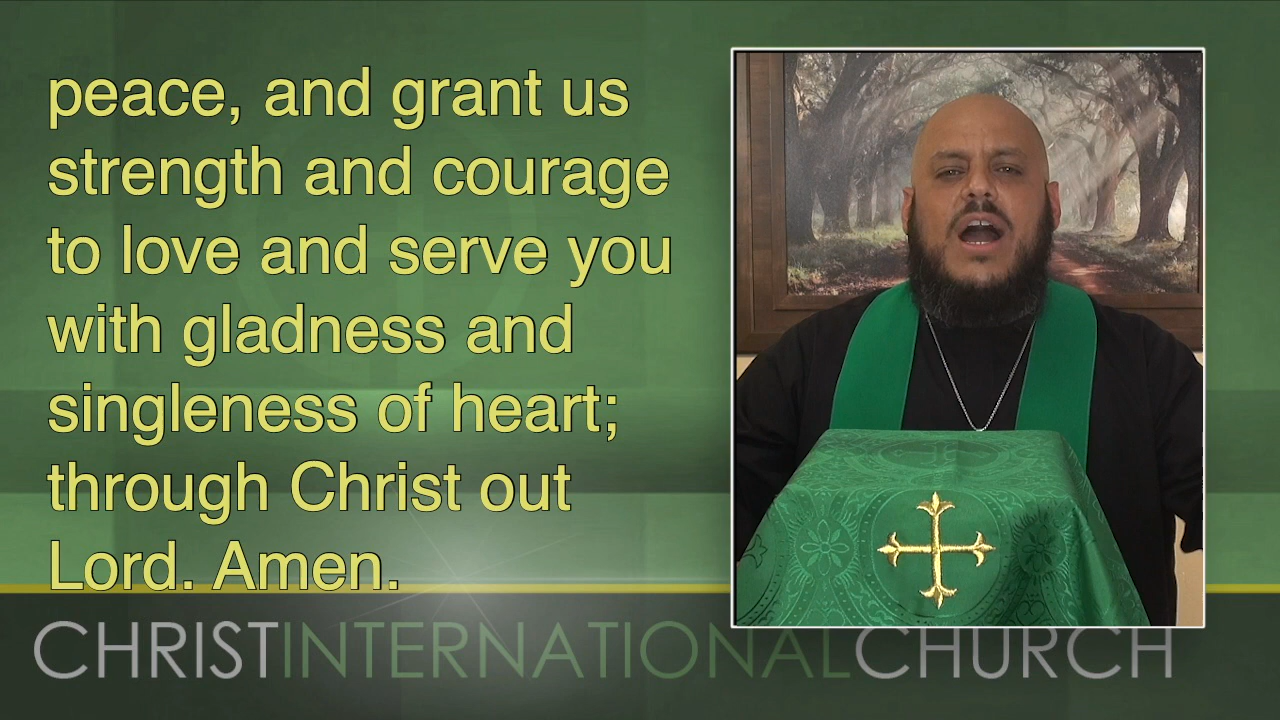 peace, and grant us
strength and courage
to love and serve you
with gladness and
singleness of heart;
through Christ out
Lord. Amen.
CHRISTINTERNATIONALCHURCH